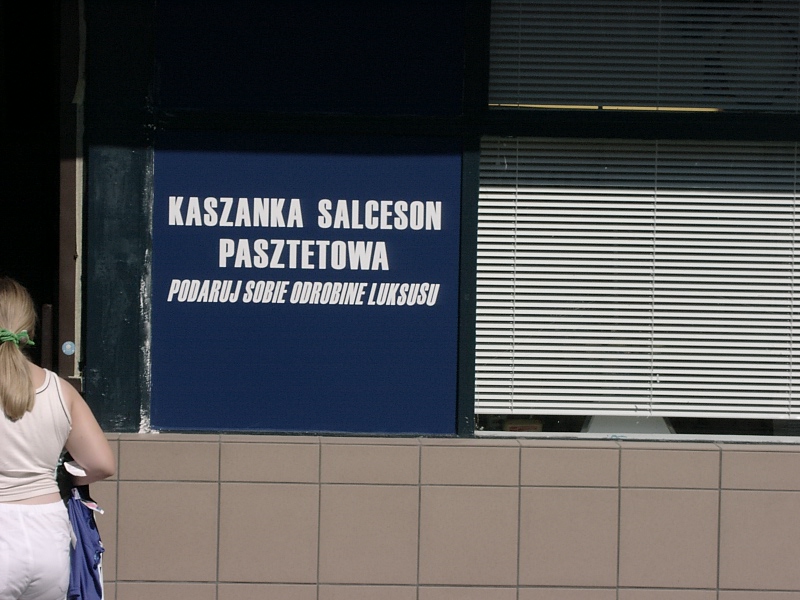 KASZANKA SALCESON
PASZTETOWA
PODARUJ SOBIE ODROBINE LUKSUSU